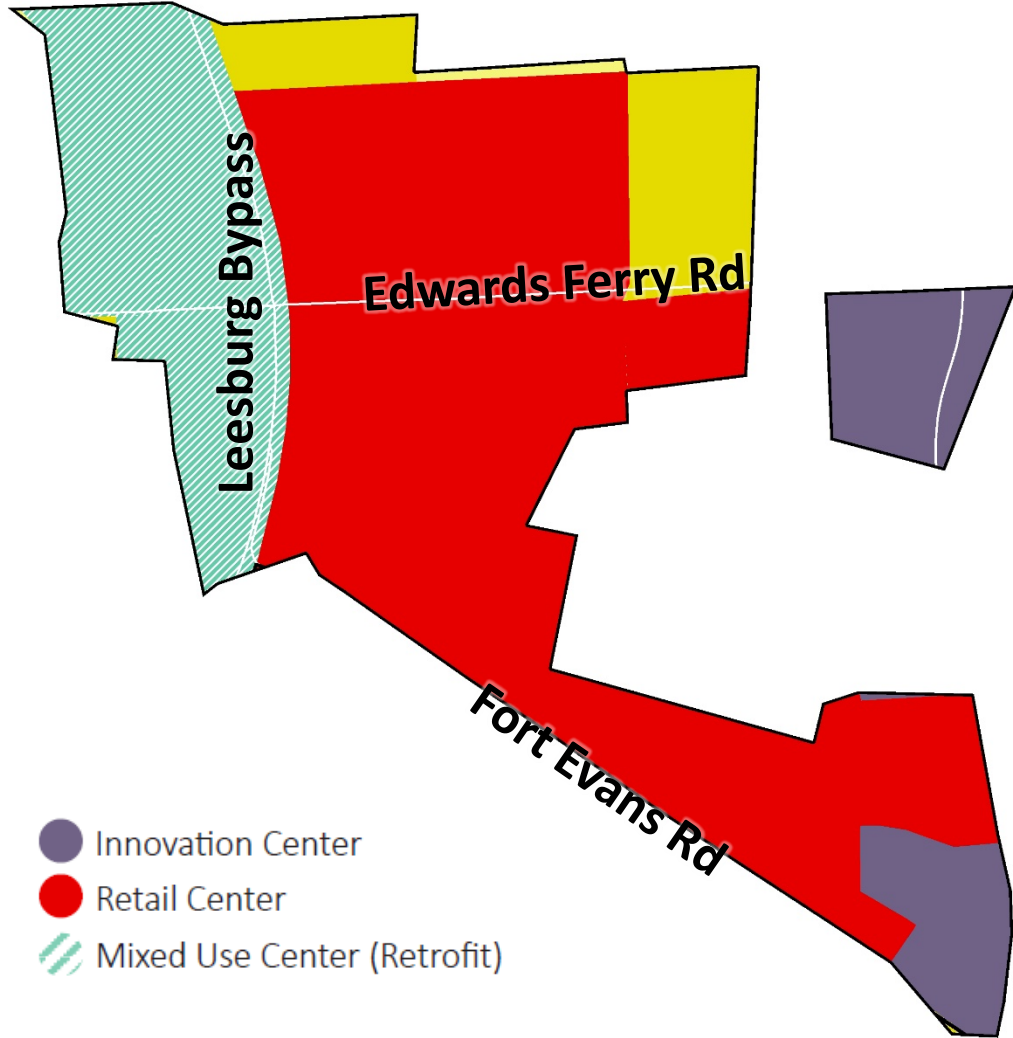 Leesburg Bypass
Edwards Ferry Rd
Fort Evans Rd
Innovation Center
Retail Center
Mixed Use Center (Retrofit)